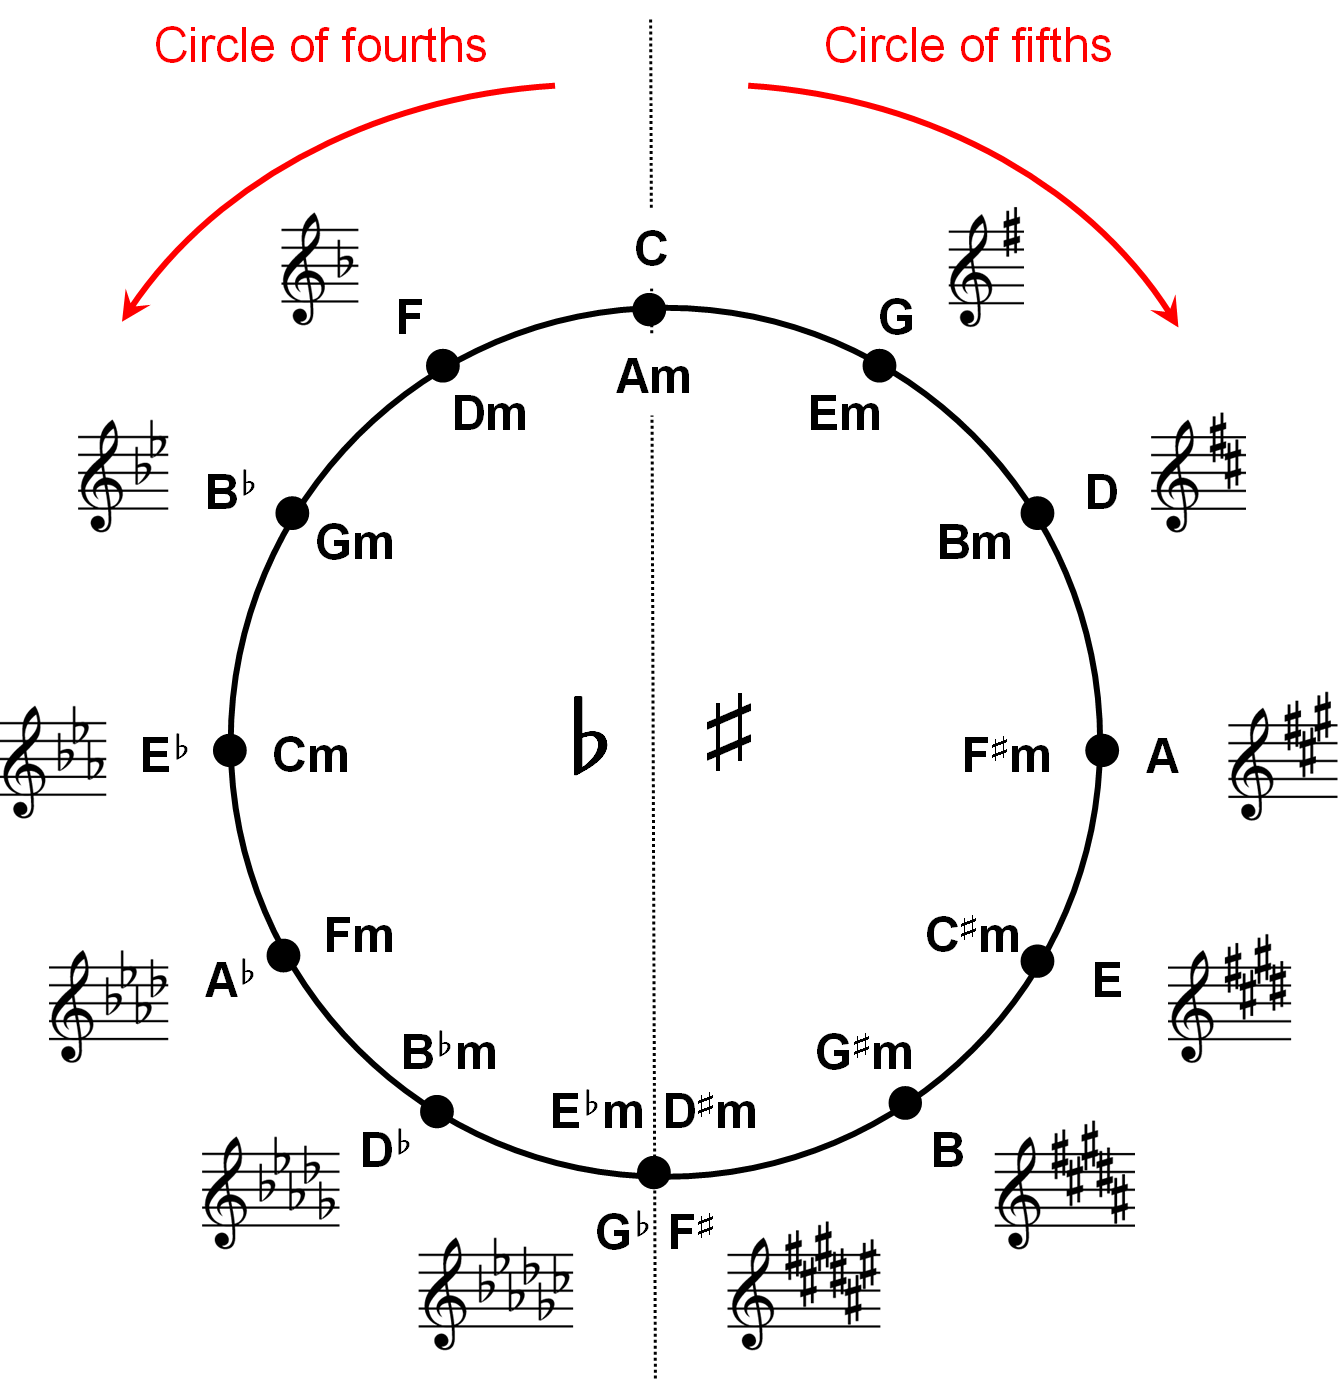 Circle of fourths
Circle of fifths
C
F
G
Am
Dm
Em
B♭
D
Gm
Bm
E♭
Cm
♭
♯
F♯m
A
Fm
C♯m
A♭
E
B♭m
G♯m
E♭m
D♯m
D♭
B
G♭
F♯